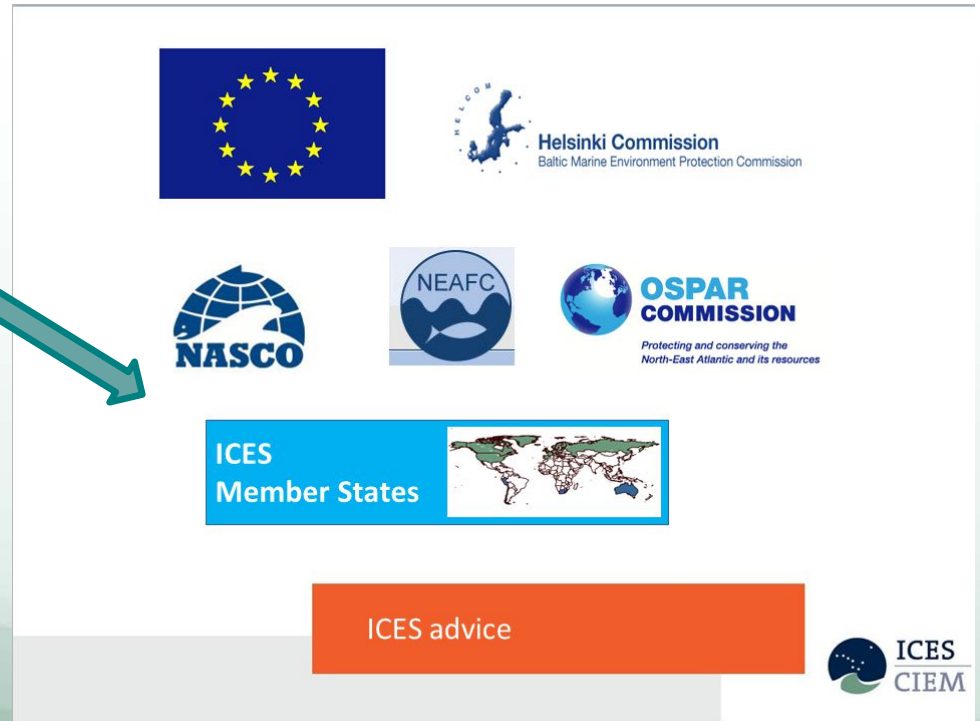 HELCOM
Helsinki Commission
Baltic Marine Environment Protection Commission
NASCO
NEAFC
OSPAR
COMMISSION
Protecting and conserving the
North-East Atlantic and its resources
ICES
Member States
ICES advice
ICES
CIEM